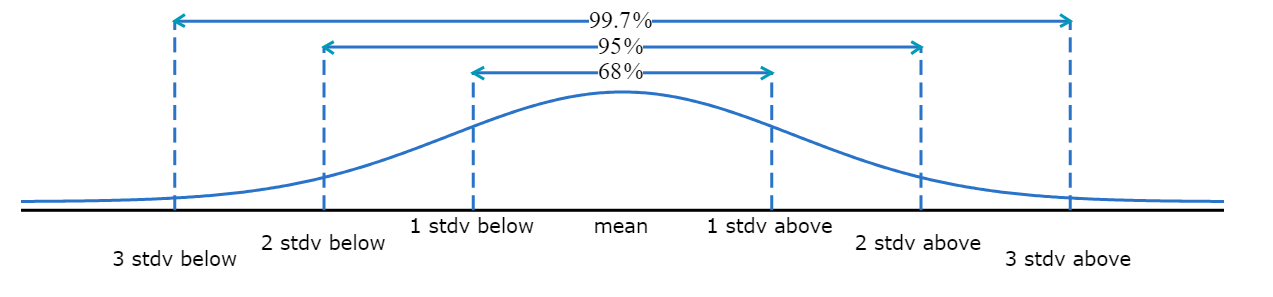 99.7%
95%
68%
1 stdv below
mean
1 stdv above
2 stdv below
2 stdv above
3 stdv below
3 stdv above